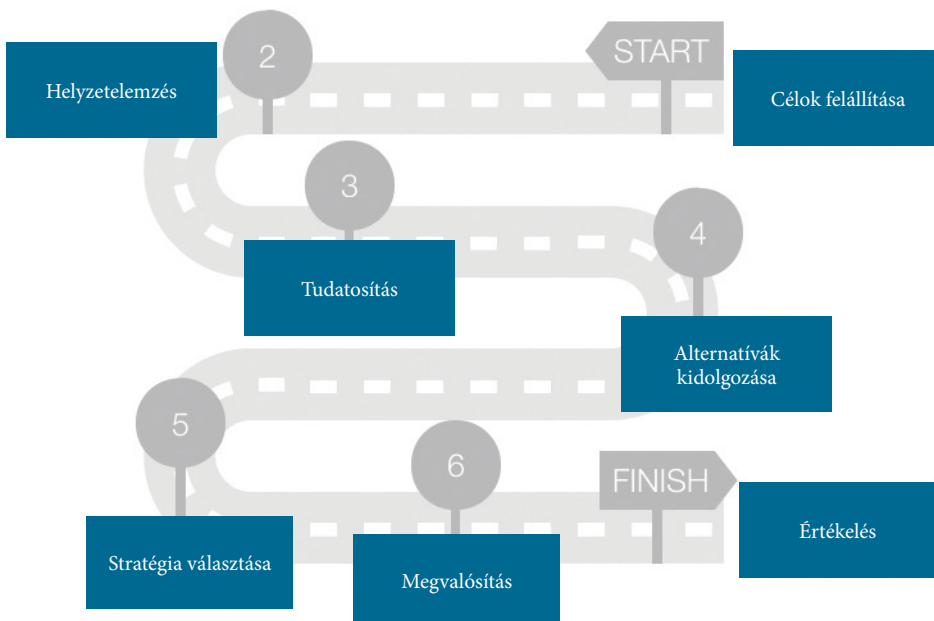 START
Célok felállítása
2
Helyzetelemzés
3
Tudatosítás
4
Alternatívák
kidolgozása
5
Stratégia választása
6
Megvalósítás
FINISH
Értékelés